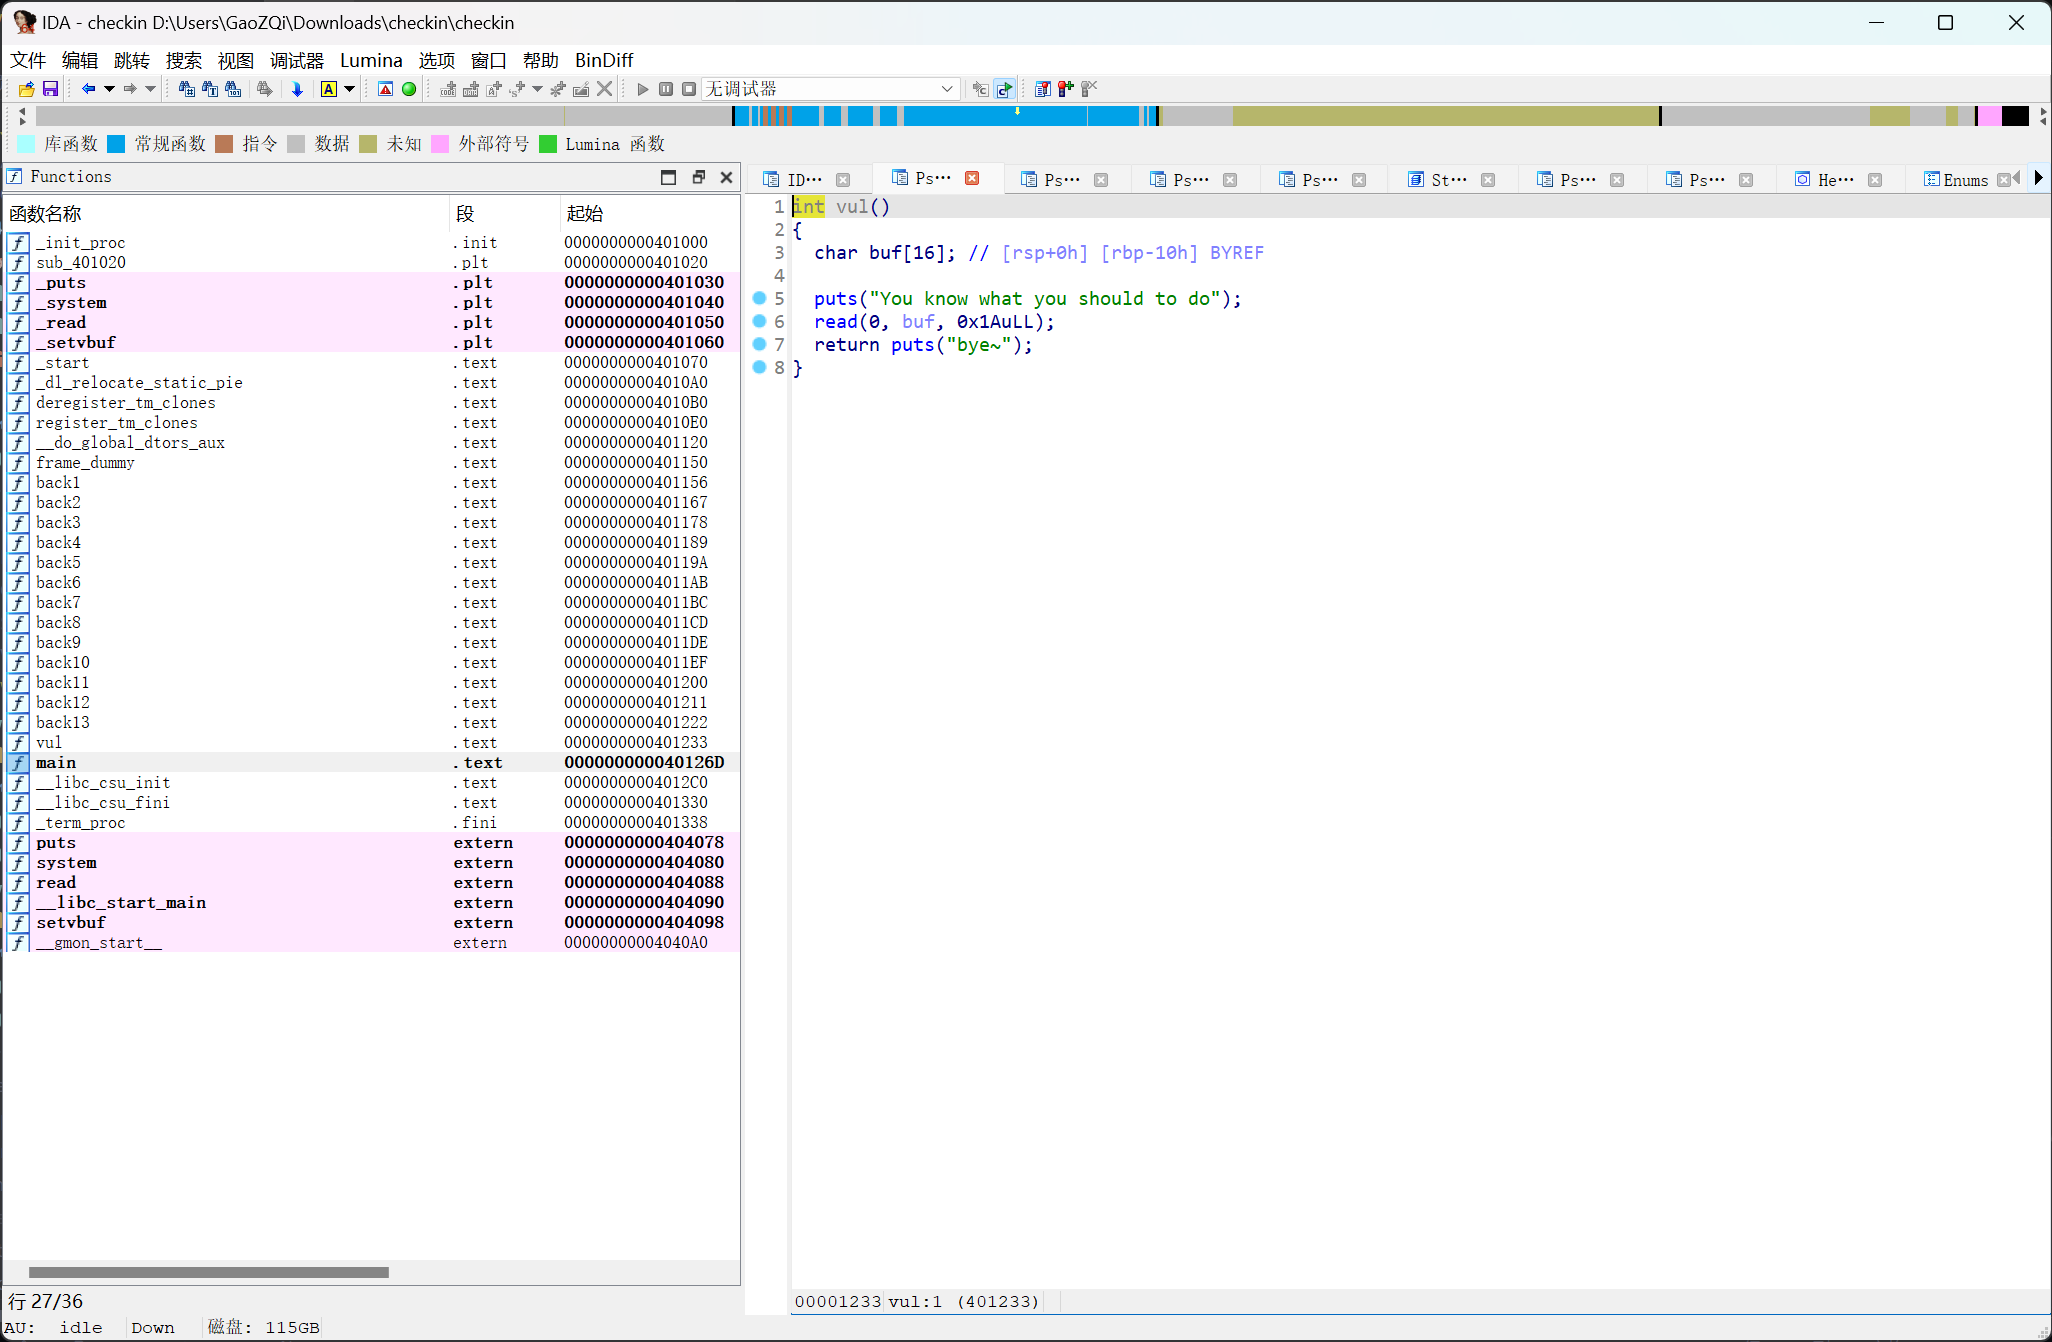 IDA - checkin D:\Users\GaoZQi\Downloads\checkin\checkin
文件 编辑 跳转 搜索 视图 调试器 Lumina 选项 窗口 帮助 BinDiff
无调试器
库函数 常规函数 指令 数据 未知 外部符号 Lumina 函数
Functions
函数名称 段 起始
_init_proc .init 0000000000401000
sub_401020 .plt 0000000000401020
_puts .plt 0000000000401030
_system .plt 0000000000401040
_read .plt 0000000000401050
_setvbuf .plt 0000000000401060
_start .text 0000000000401070
_dl_relocate_static_pie .text 00000000004010A0
deregister_tm_clones .text 00000000004010B0
register_tm_clones .text 00000000004010E0
__do_global_dtors_aux .text 0000000000401120
frame_dummy .text 0000000000401150
back1 .text 0000000000401156
back2 .text 0000000000401167
back3 .text 0000000000401178
back4 .text 0000000000401189
back5 .text 000000000040119A
back6 .text 00000000004011AB
back7 .text 00000000004011BC
back8 .text 00000000004011CD
back9 .text 00000000004011DE
back10 .text 00000000004011EF
back11 .text 0000000000401200
back12 .text 0000000000401211
back13 .text 0000000000401222
vul .text 0000000000401233
main .text 000000000040126D
__libc_csu_init .text 00000000004012C0
__libc_csu_fini .text 0000000000401330
_term_proc .fini 0000000000401338
puts extern 0000000000404078
system extern 0000000000404080
read extern 0000000000404088
__libc_start_main extern 0000000000404090
setvbuf extern 0000000000404098
__gmon_start__ extern 00000000004040A0
行 27/36
AU: idle Down 磁盘: 115GB
ID… Ps… Ps… Ps… Ps… St… Ps… Ps… He… Enums
1 int vul()
2 {
3 char buf[16]; // [rsp+0h] [rbp-10h] BYREF
4
5 puts("You know what you should to do");
6 read(0, buf, 0x1AuLL);
7 return puts("bye~");
8 }
00001233 vul:1 (401233)